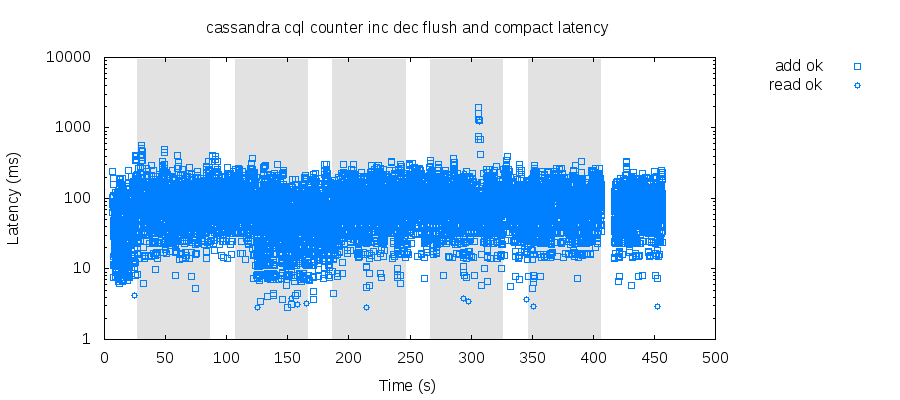 cassandra cql counter inc dec flush and compact latency
add ok
read ok
10000
1000
100
10
1
Latency (ms)
0 50 100 150 200 250 300 350 400 450 500
Time (s)